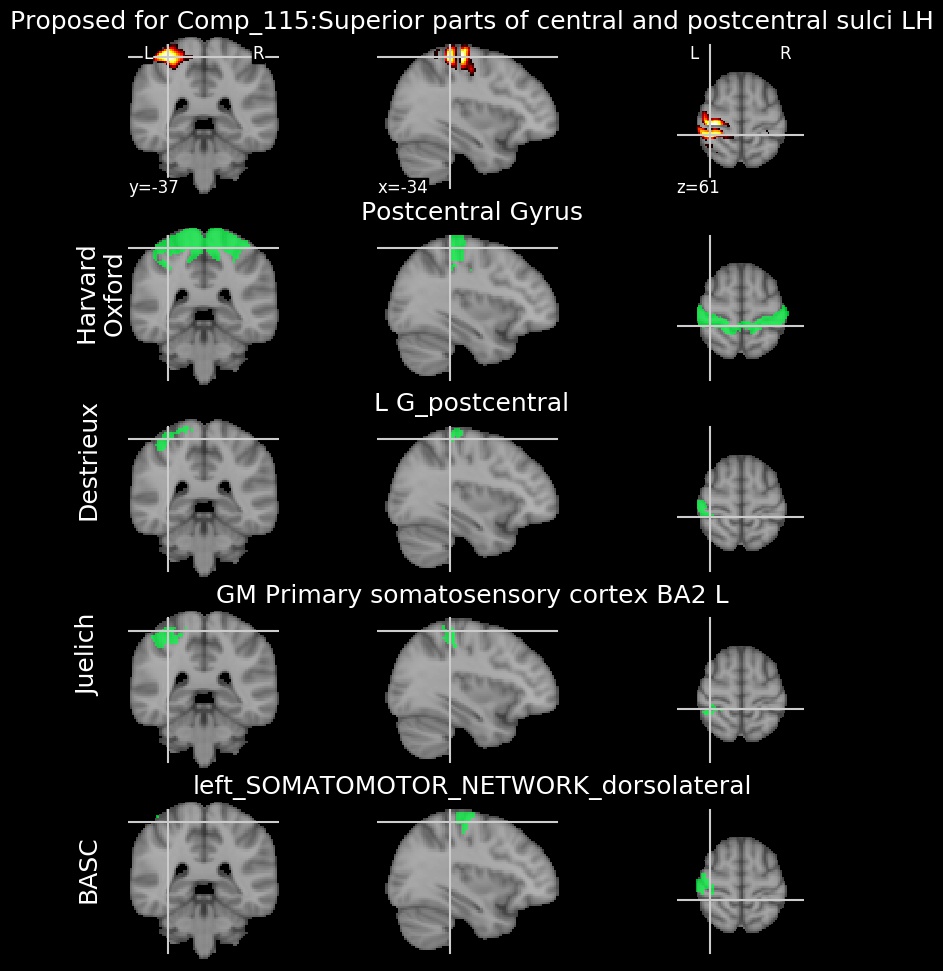 Proposed for Comp_115:Superior parts of central and postcentral sulci LH
L R
L R
y=-37
x=-34
z=61
Postcentral Gyrus
Harvard
Oxford
L G_postcentral
Destrieux
GM Primary somatosensory cortex BA2 L
Juelich
left_SOMATOMOTOR_NETWORK_dorsolateral
BASC